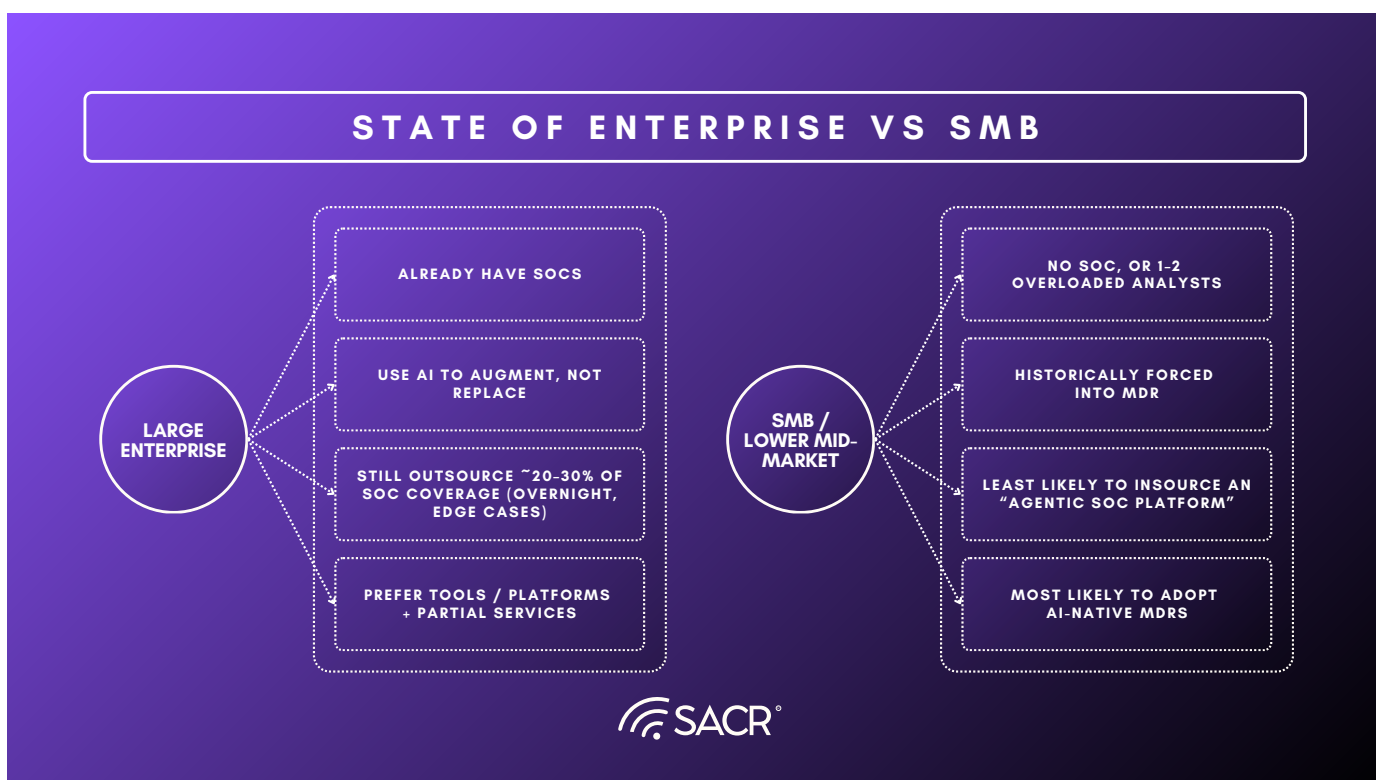 STATE OF ENTERPRISE VS SMB
LARGE
ENTERPRISE
ALREADY HAVE SOCS
USE AI TO AUGMENT, NOT
REPLACE
STILL OUTSOURCE ~20-30% OF
SOC COVERAGE (OVERNIGHT,
EDGE CASES)
PREFER TOOLS / PLATFORMS
+ PARTIAL SERVICES
SMB /
LOWER MID-
MARKET
NO SOC, OR 1-2
OVERLOADED ANALYSTS
HISTORICALLY FORCED
INTO MDR
LEAST LIKELY TO INSOURCE AN
“AGENTIC SOC PLATFORM”
MOST LIKELY TO ADOPT
AI-NATIVE MDRS
SACR